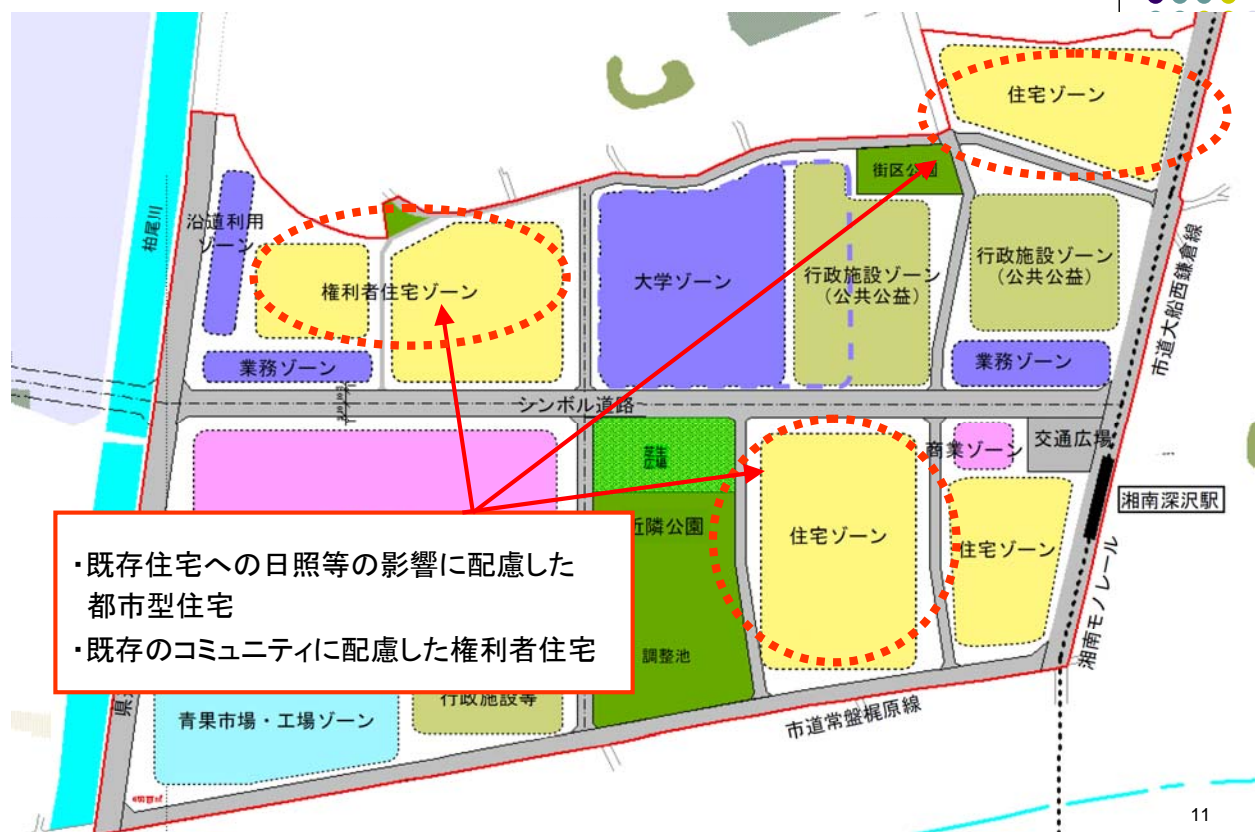 住宅ゾーン
街区公園
柏尾川
沿道利用
ゾーン
権利者住宅ゾーン
大学ゾーン
行政施設ゾーン
(公共公益)
行政施設ゾーン
(公共公益)
市道大船西鎌倉線
業務ゾーン
業務ゾーン
シンボル道路
芝生
広場
商業ゾーン
交通広場
湘南深沢駅
近隣公園
住宅ゾーン
住宅ゾーン
湘南モノレール
・既存住宅への日照等の影響に配慮した
都市型住宅
・既存のコミュニティに配慮した権利者住宅
調整池
県
行政施設等
青果市場・工場ゾーン
市道常盤梶原線
11